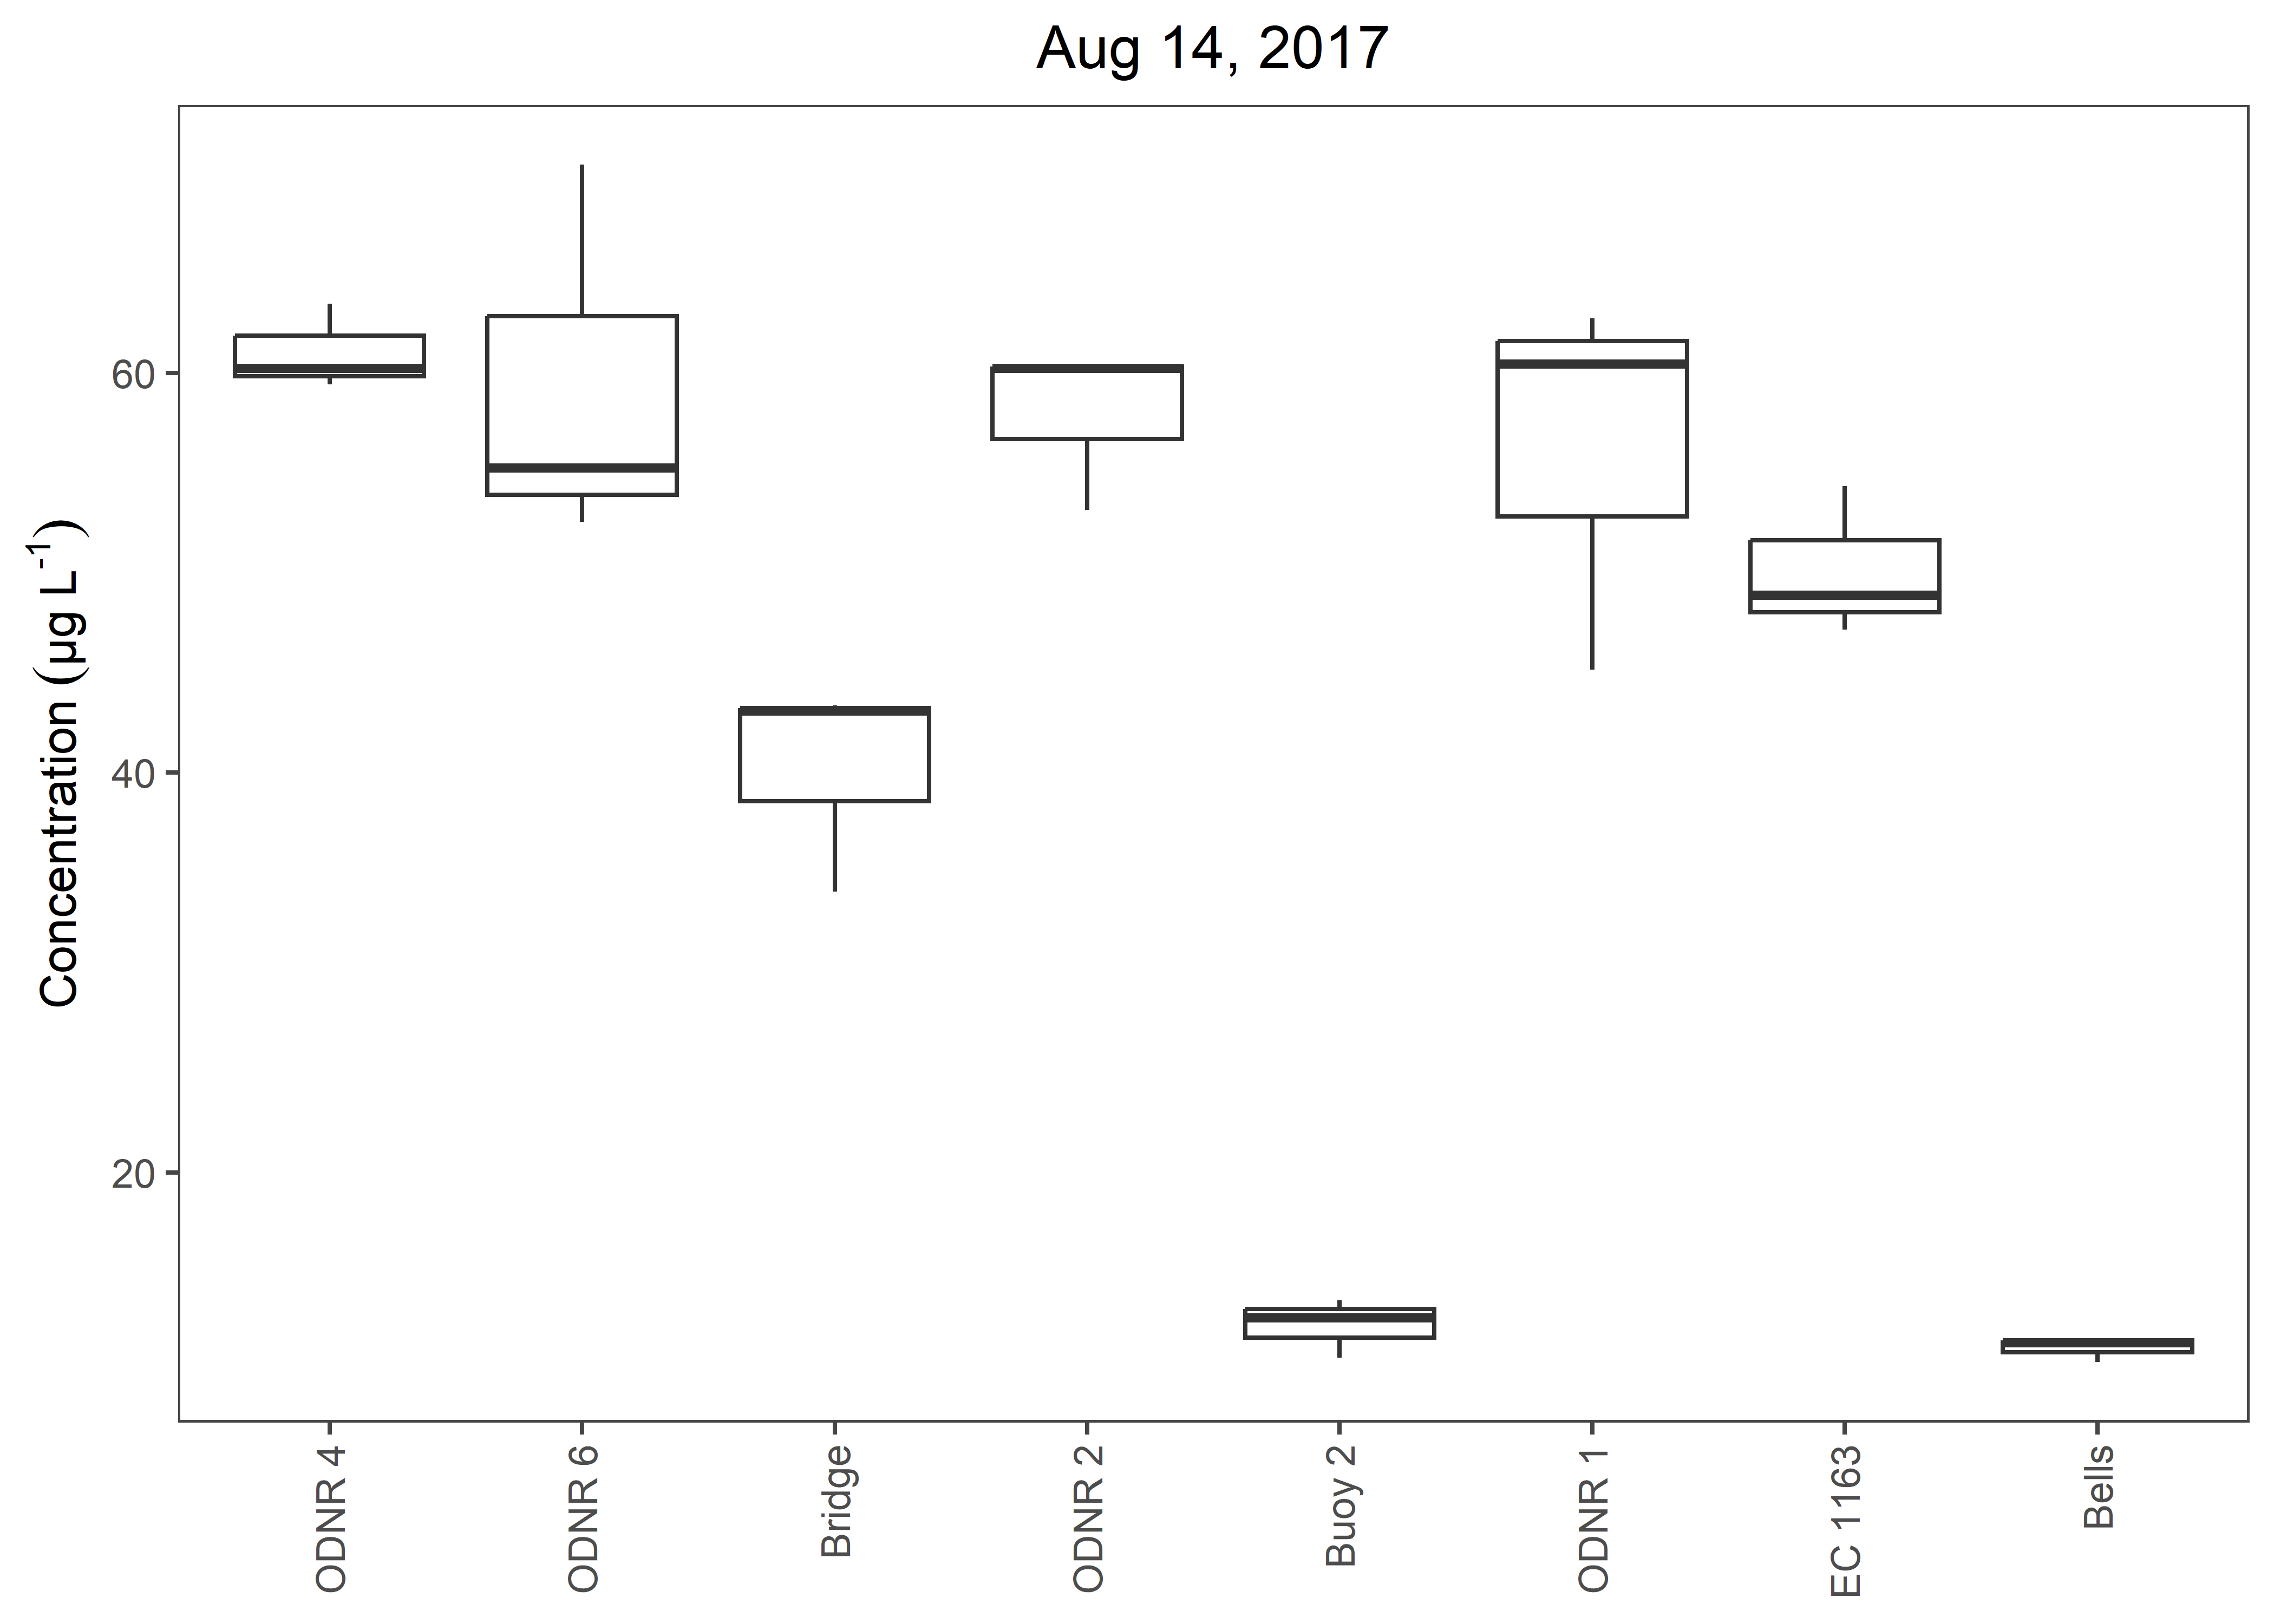 Aug 14, 2017
Concentration (µg L⁻¹)
60
40
20
ODNR 4
ODNR 6
Bridge
ODNR 2
Buoy 2
ODNR 1
EC 1163
Bells